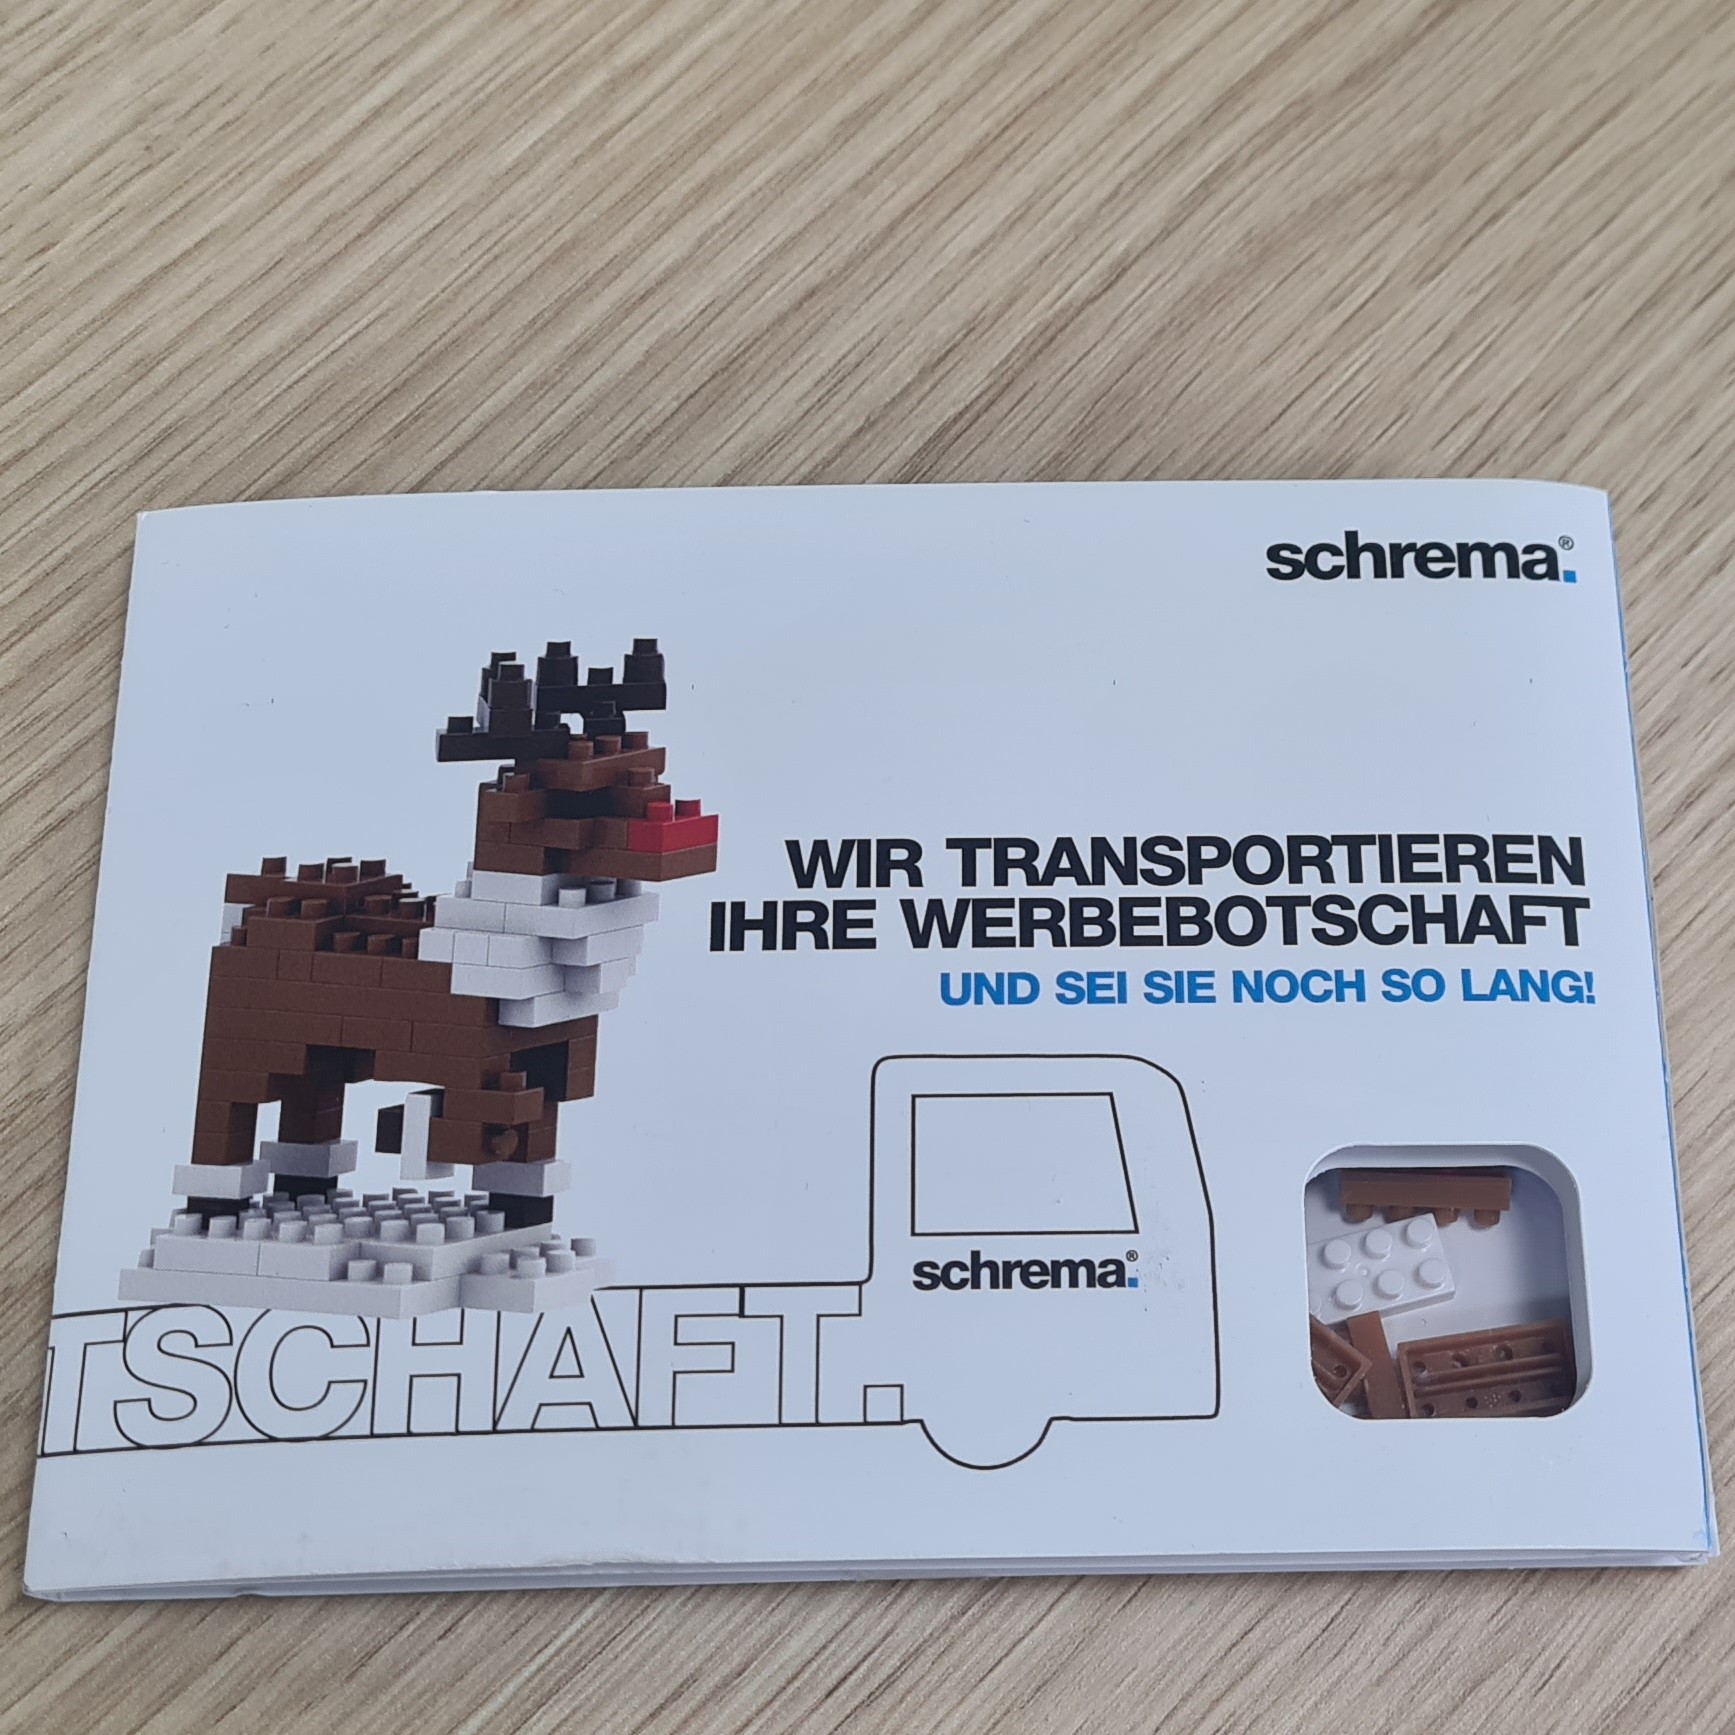 schrema.®
WIR TRANSPORTIEREN
IHRE WERBEBOTSCHAFT
UND SEI SIE NOCH SO LANG!
schrema.®
TSCHAFT.